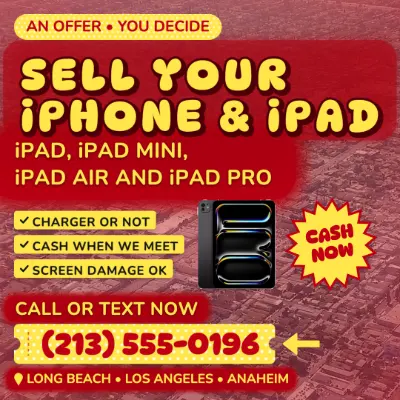 AN OFFER • YOU DECIDE
SELL YOUR
iPHONE & iPAD
iPAD, iPAD MINI,
iPAD AIR AND iPAD PRO
CHARGER OR NOT
CASH WHEN WE MEET
SCREEN DAMAGE OK
CASH
NOW
CALL OR TEXT NOW
(213) 555-0196
LONG BEACH • LOS ANGELES • ANAHEIM